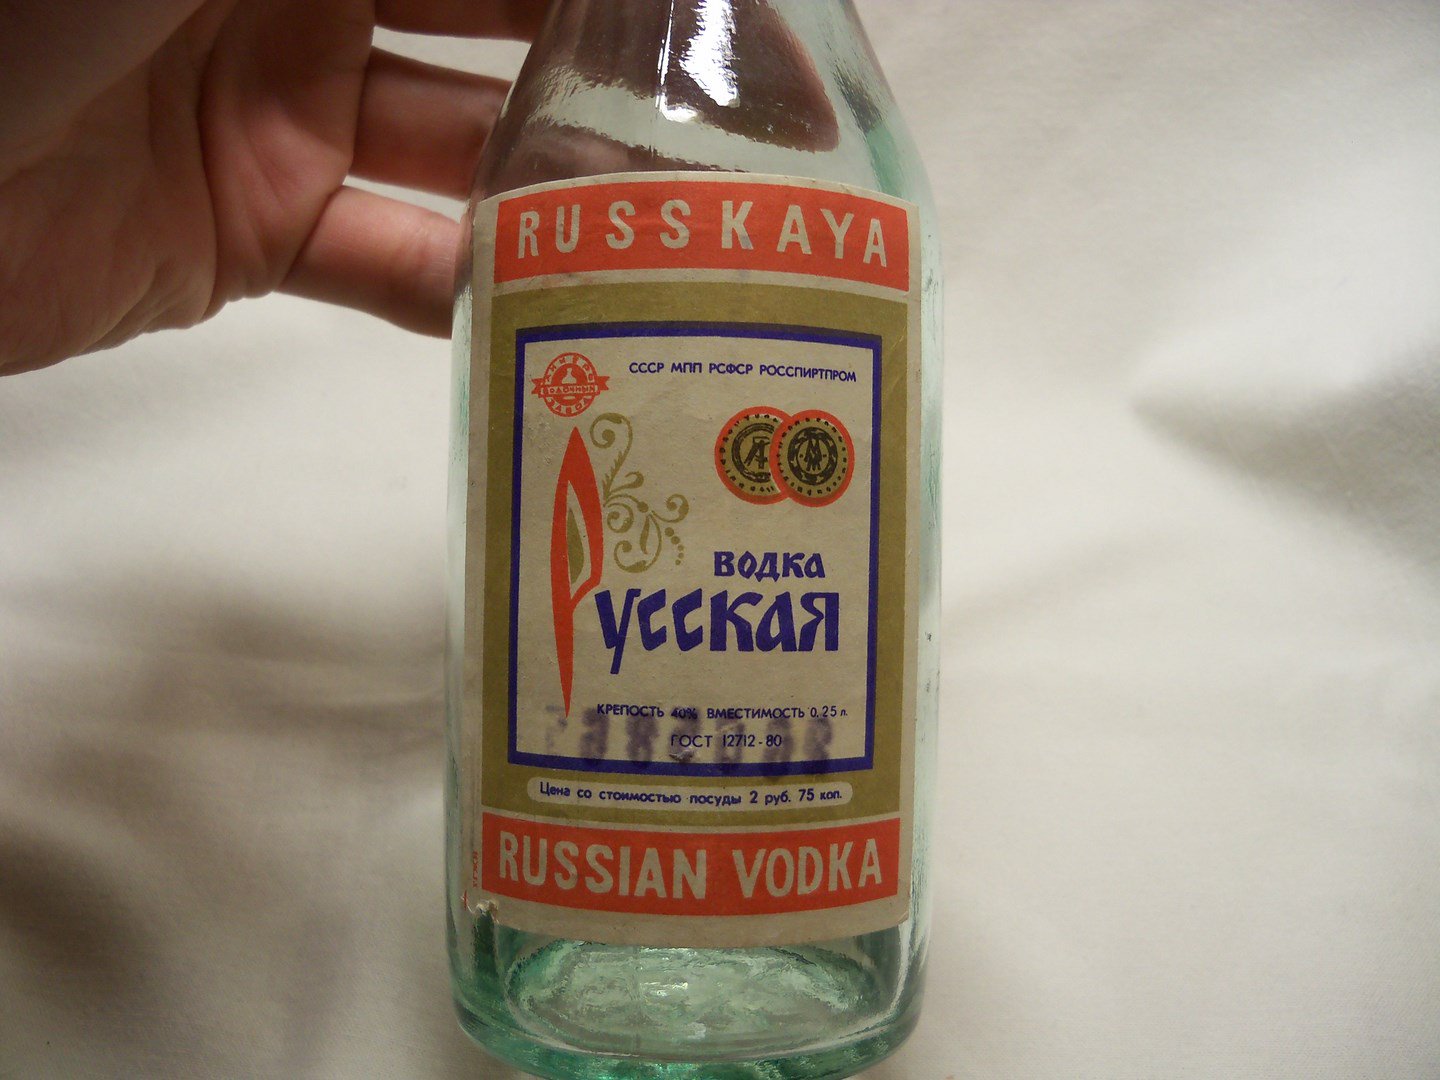 RUSSKAYA
СССР МПП РСФСР РОССПИРТПРОМ
ВОДКА
Русская
КРЕПОСТЬ 40% ВМЕСТИМОСТЬ 0,25 л.
ГОСТ 12712-80
Цена со стоимостью посуды 2 руб. 75 коп.
RUSSIAN VODKA